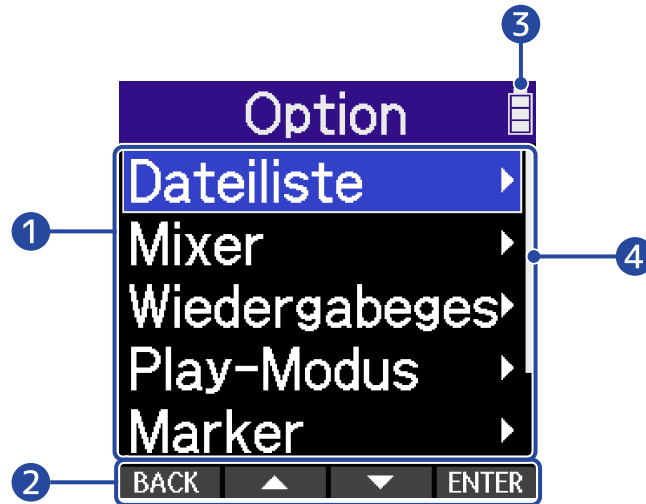 3
Option
Dateiliste
1
Mixer
4
Wiedergabeges
Play-Modus
Marker
2
BACK ENTER